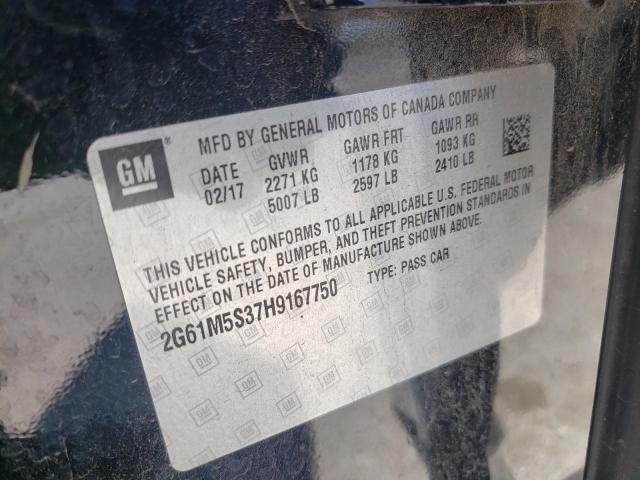 GM
MFD BY GENERAL MOTORS OF CANADA COMPANY
DATE GVWR GAWR FRT GAWR RR
02/17 2271 KG 1178 KG 1093 KG
5007 LB 2597 LB 2410 LB
THIS VEHICLE CONFORMS TO ALL APPLICABLE U.S. FEDERAL MOTOR
VEHICLE SAFETY, BUMPER, AND THEFT PREVENTION STANDARDS IN
EFFECT ON THE DATE OF MANUFACTURE SHOWN ABOVE.
2G61M5S37H9167750 TYPE: PASS CAR